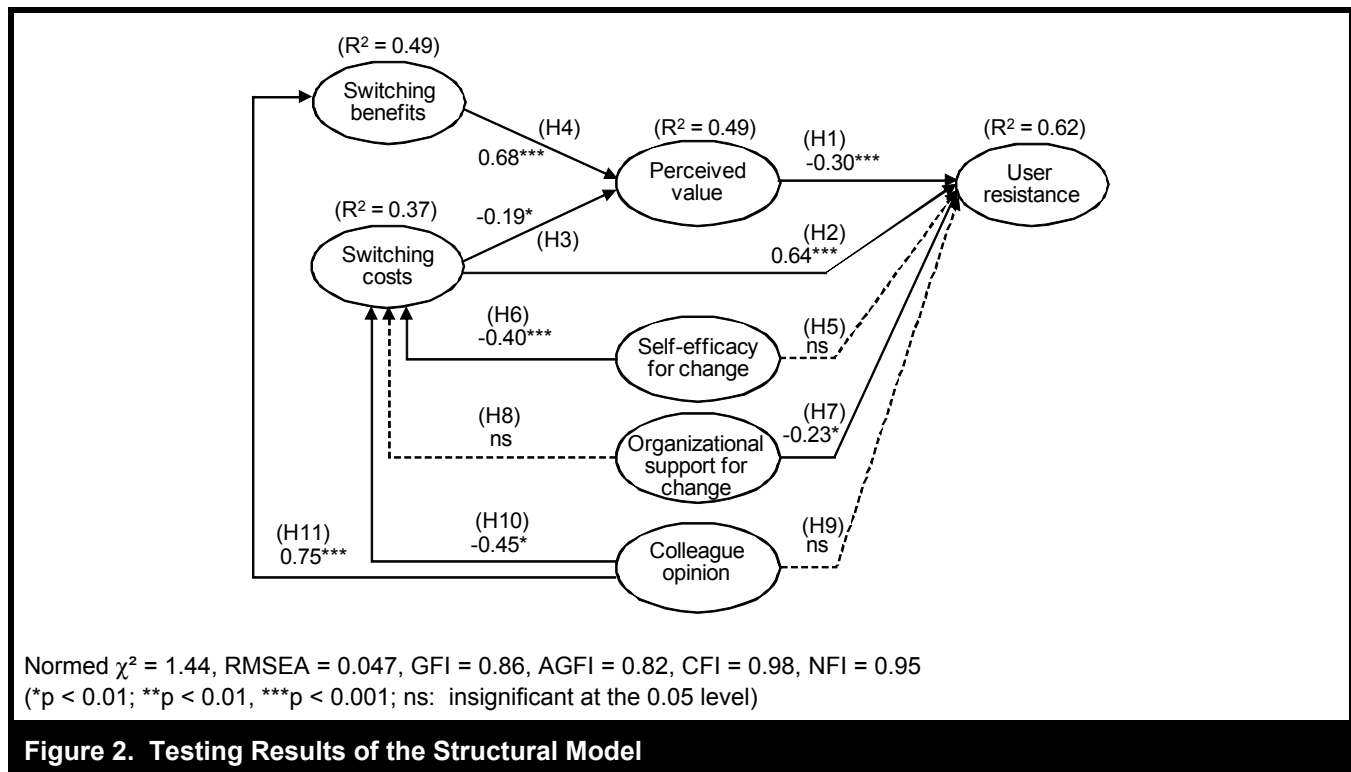 (R² = 0.49)
Switching
benefits
(H4)
0.68***
(R² = 0.49)
Perceived
value
(H1)
-0.30***
(R² = 0.62)
User
resistance
(R² = 0.37)
Switching
costs
-0.19*
(H3)
(H2)
0.64***
(H6)
-0.40***
Self-efficacy
for change
(H5)
ns
(H8)
ns
Organizational
support for
change
(H7)
-0.23*
(H11)
0.75***
(H10)
-0.45*
Colleague
opinion
(H9)
ns
Normed χ² = 1.44, RMSEA = 0.047, GFI = 0.86, AGFI = 0.82, CFI = 0.98, NFI = 0.95
(*p < 0.01; **p < 0.01, ***p < 0.001; ns: insignificant at the 0.05 level)
Figure 2. Testing Results of the Structural Model